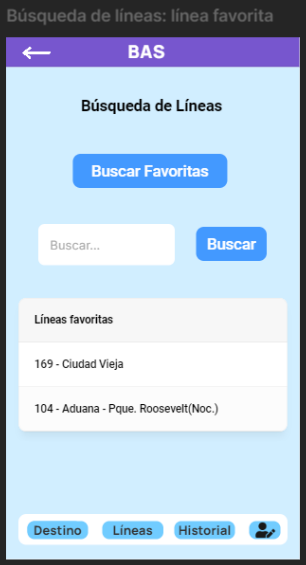 Búsqueda de líneas: línea favorita
BAS
Búsqueda de Líneas
Buscar Favoritas
Buscar...
Buscar
Líneas favoritas
169 - Ciudad Vieja
104 - Aduana - Pque. Roosevelt(Noc.)
Destino
Líneas
Historial